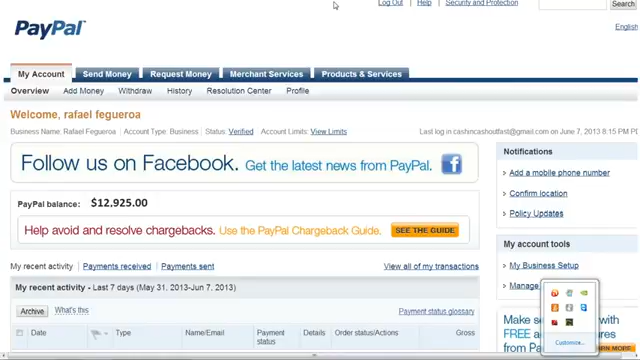 Log Out | Help | Security and Protection
Search
PayPal
English
My Account
Send Money
Request Money
Merchant Services
Products & Services
Overview
Add Money
Withdraw
History
Resolution Center
Profile
Welcome, rafael fegueroa
Business Name: Rafael Fegueroa | Account Type: Business | Status: Verified
Account Limits: View Limits
Last log in cashincashoutfast@gmail.com on June 7, 2013 8:15 PM PD
Follow us on Facebook. Get the latest news from PayPal.
PayPal balance: $12,925.00
Help avoid and resolve chargebacks. Use the PayPal Chargeback Guide. SEE THE GUIDE
My recent activity | Payments received | Payments sent
View all of my transactions
My recent activity - Last 7 days (May 31, 2013-Jun 7, 2013)
Archive
What's this
Payment status glossary
Date
Type
Name/Email
Payment status
Details
Order status/Actions
Gross
Notifications
Add a mobile phone number
Confirm location
Policy Updates
My account tools
My Business Setup
Manage
Make se
FREE a
Customize...